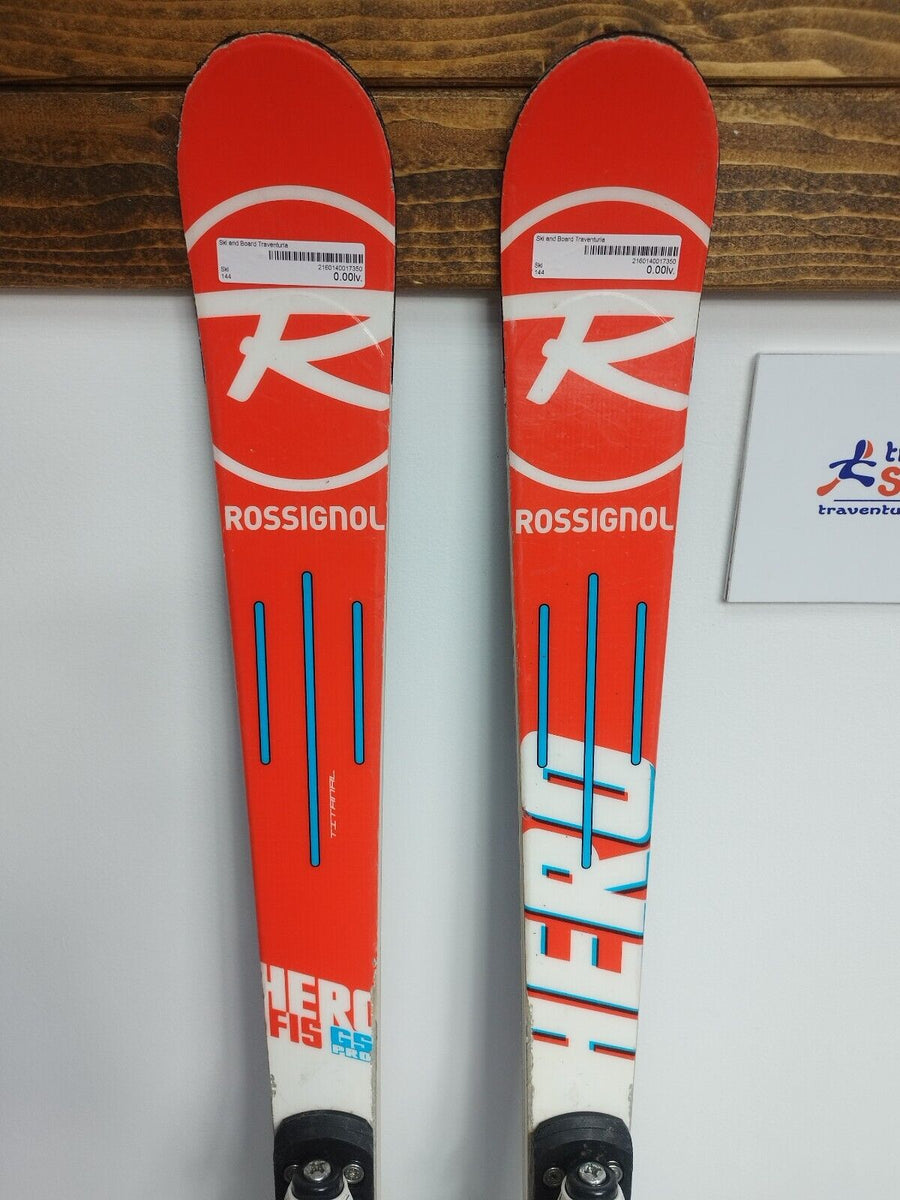 Ski and Board Traventuria
2160140017350
Ski
144
0.00lv.
R
ROSSIGNOL
TITANAL
HERO
FIS GS
PRO
Ski and Board Traventuria
2160140017350
Ski
144
0.00lv.
R
ROSSIGNOL
HERO